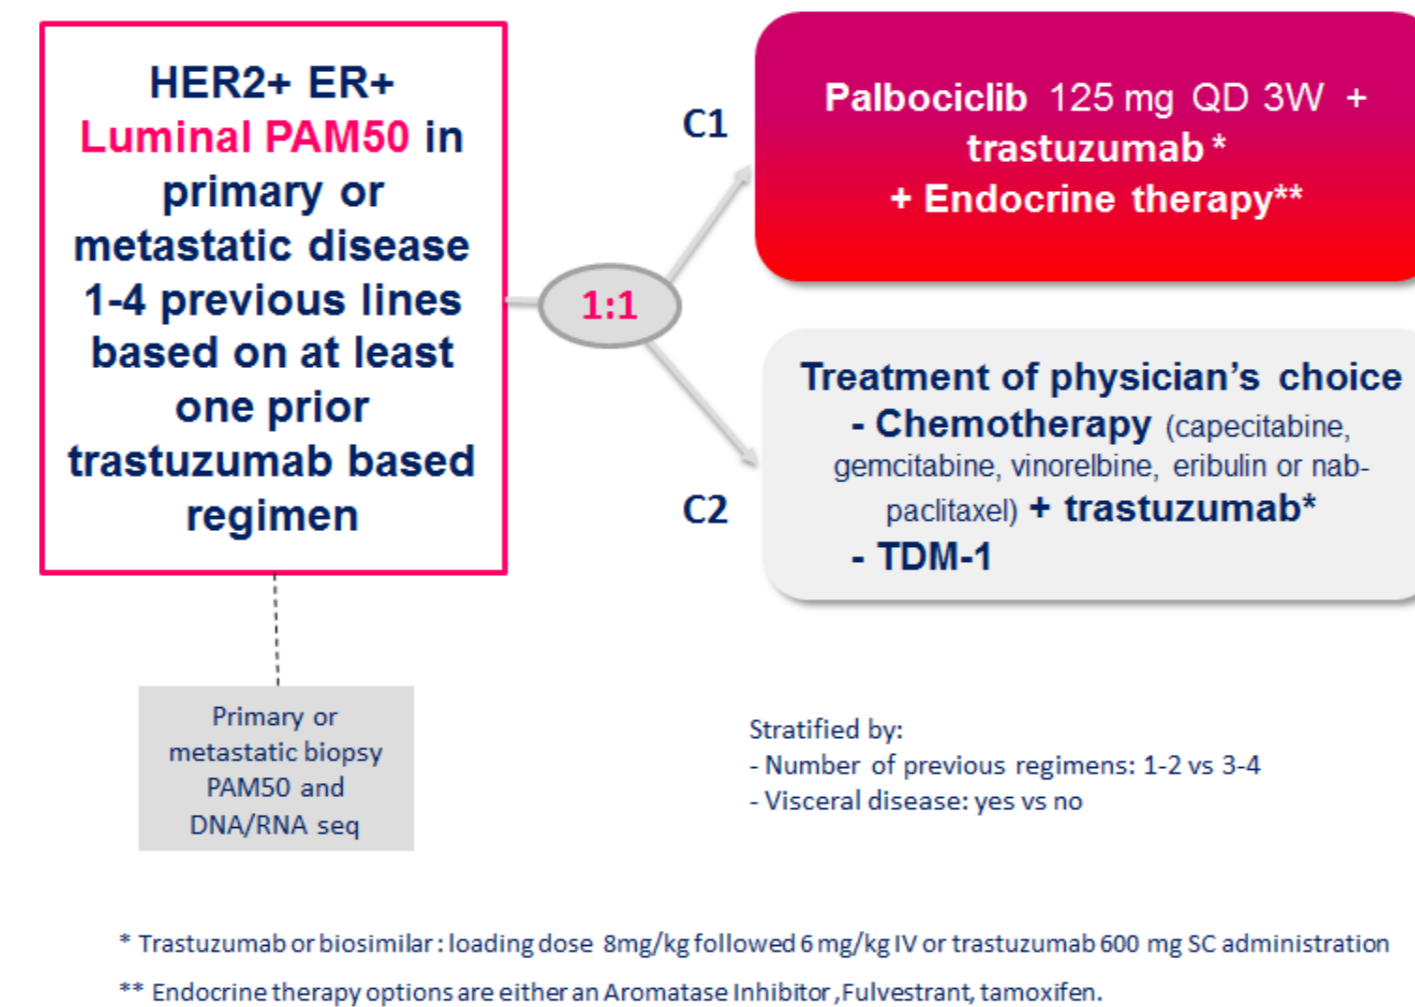 HER2+ ER+
Luminal PAM50 in
primary or
metastatic disease
1-4 previous lines
based on at least
one prior
trastuzumab based
regimen
1:1
C1
Palbociclib 125 mg QD 3W +
trastuzumab *
+ Endocrine therapy**
C2
Treatment of physician's choice
- Chemotherapy (capecitabine,
gemcitabine, vinorelbine, eribulin or nab-
paclitaxel) + trastuzumab*
- TDM-1
Primary or
metastatic biopsy
PAM50 and
DNA/RNA seq
Stratified by:
- Number of previous regimens: 1-2 vs 3-4
- Visceral disease: yes vs no
* Trastuzumab or biosimilar : loading dose 8mg/kg followed 6 mg/kg IV or trastuzumab 600 mg SC administration
** Endocrine therapy options are either an Aromatase Inhibitor ,Fulvestrant, tamoxifen.